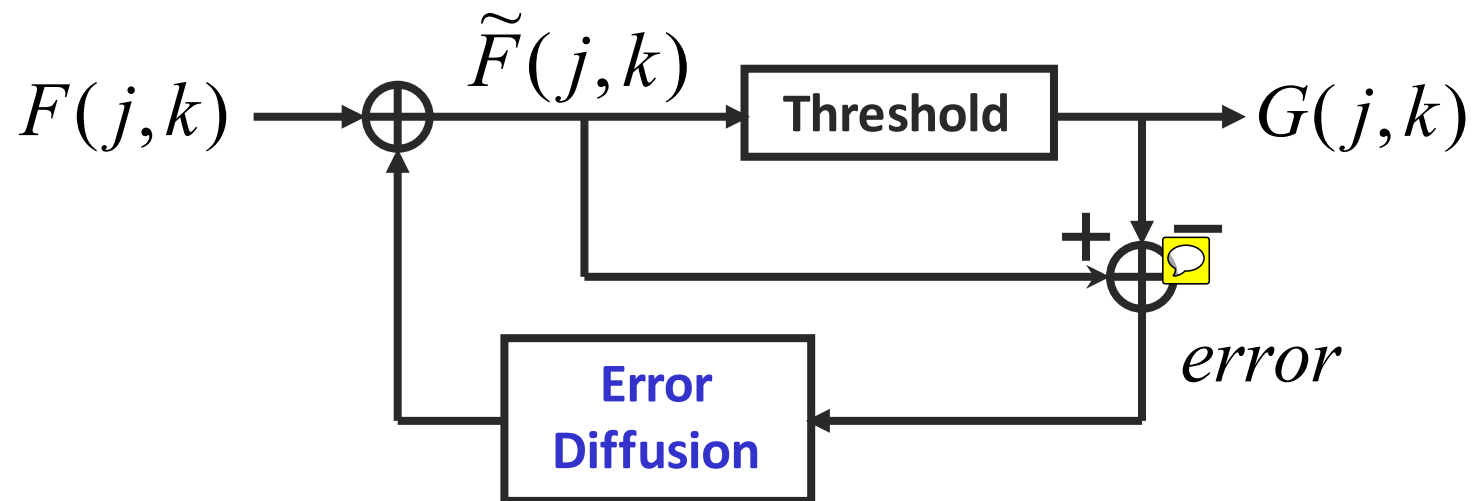 F̃(j,k)
F(j,k)
Threshold
G(j,k)
+
−
error
Error
Diffusion